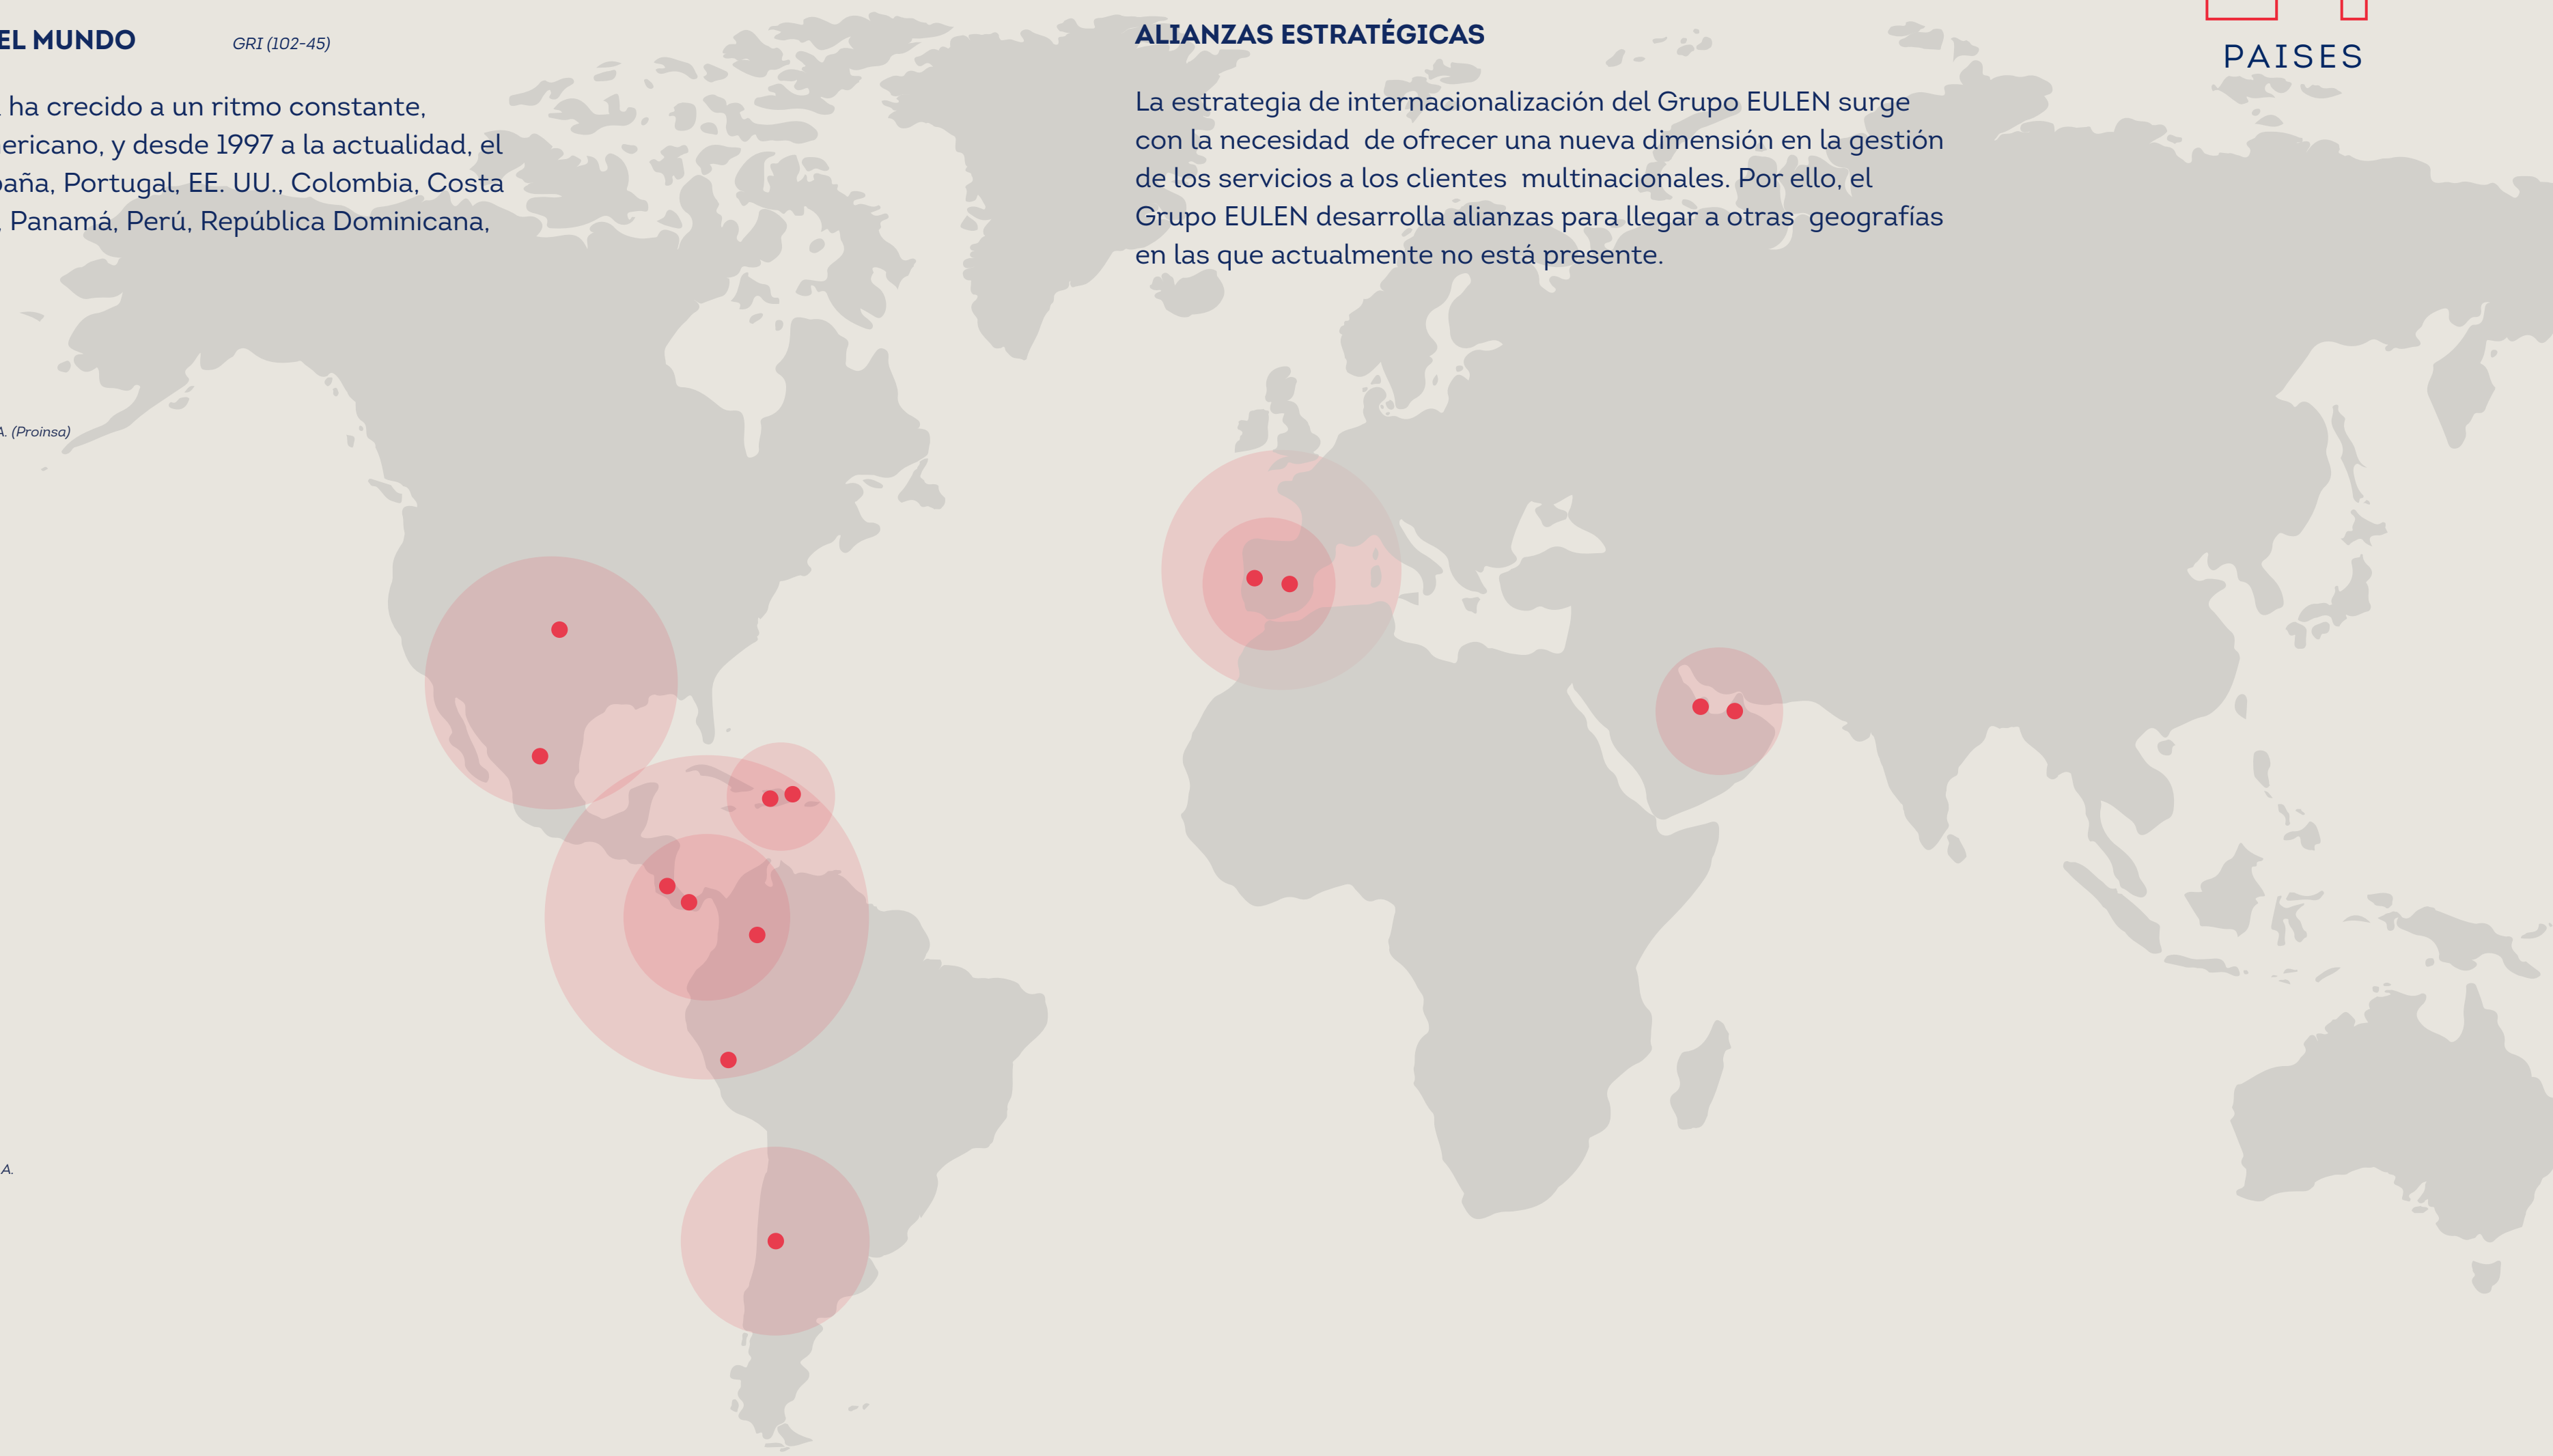 EL MUNDO
GRI (102-45)
ha crecido a un ritmo constante,
ericano, y desde 1997 a la actualidad, el
aña, Portugal, EE. UU., Colombia, Costa
, Panamá, Perú, República Dominicana,
A. (Proinsa)
A.
ALIANZAS ESTRATÉGICAS
La estrategia de internacionalización del Grupo EULEN surge
con la necesidad de ofrecer una nueva dimensión en la gestión
de los servicios a los clientes multinacionales. Por ello, el
Grupo EULEN desarrolla alianzas para llegar a otras geografías
en las que actualmente no está presente.
PAISES